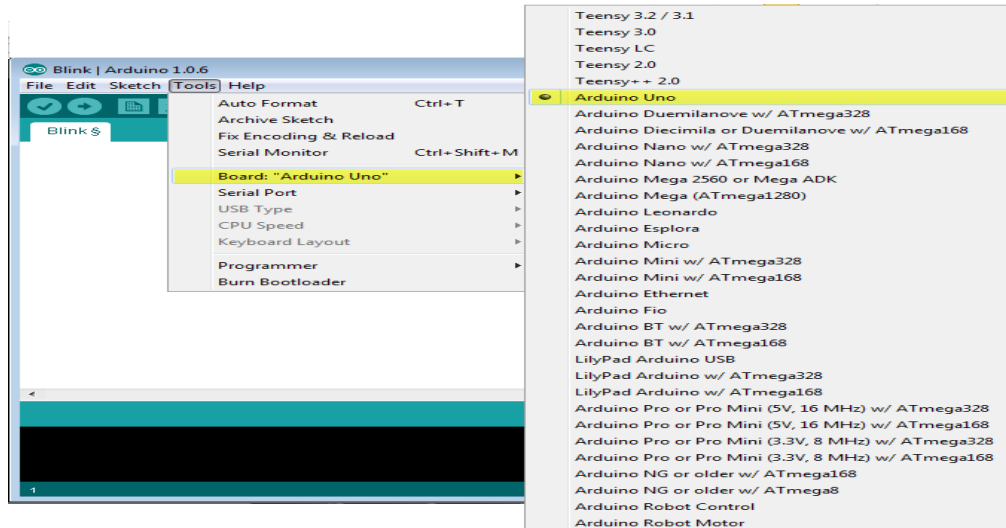 Blink | Arduino 1.0.6
File Edit Sketch Tools Help
Blink §
Auto Format Ctrl+T
Archive Sketch
Fix Encoding & Reload
Serial Monitor Ctrl+Shift+M
Board: "Arduino Uno"
Serial Port
USB Type
CPU Speed
Keyboard Layout
Programmer
Burn Bootloader
1
Teensy 3.2 / 3.1
Teensy 3.0
Teensy LC
Teensy 2.0
Teensy++ 2.0
Arduino Uno
Arduino Duemilanove w/ ATmega328
Arduino Diecimila or Duemilanove w/ ATmega168
Arduino Nano w/ ATmega328
Arduino Nano w/ ATmega168
Arduino Mega 2560 or Mega ADK
Arduino Mega (ATmega1280)
Arduino Leonardo
Arduino Esplora
Arduino Micro
Arduino Mini w/ ATmega328
Arduino Mini w/ ATmega168
Arduino Ethernet
Arduino Fio
Arduino BT w/ ATmega328
Arduino BT w/ ATmega168
LilyPad Arduino USB
LilyPad Arduino w/ ATmega328
LilyPad Arduino w/ ATmega168
Arduino Pro or Pro Mini (5V, 16 MHz) w/ ATmega328
Arduino Pro or Pro Mini (5V, 16 MHz) w/ ATmega168
Arduino Pro or Pro Mini (3.3V, 8 MHz) w/ ATmega328
Arduino Pro or Pro Mini (3.3V, 8 MHz) w/ ATmega168
Arduino NG or older w/ ATmega168
Arduino NG or older w/ ATmega8
Arduino Robot Control
Arduino Robot Motor